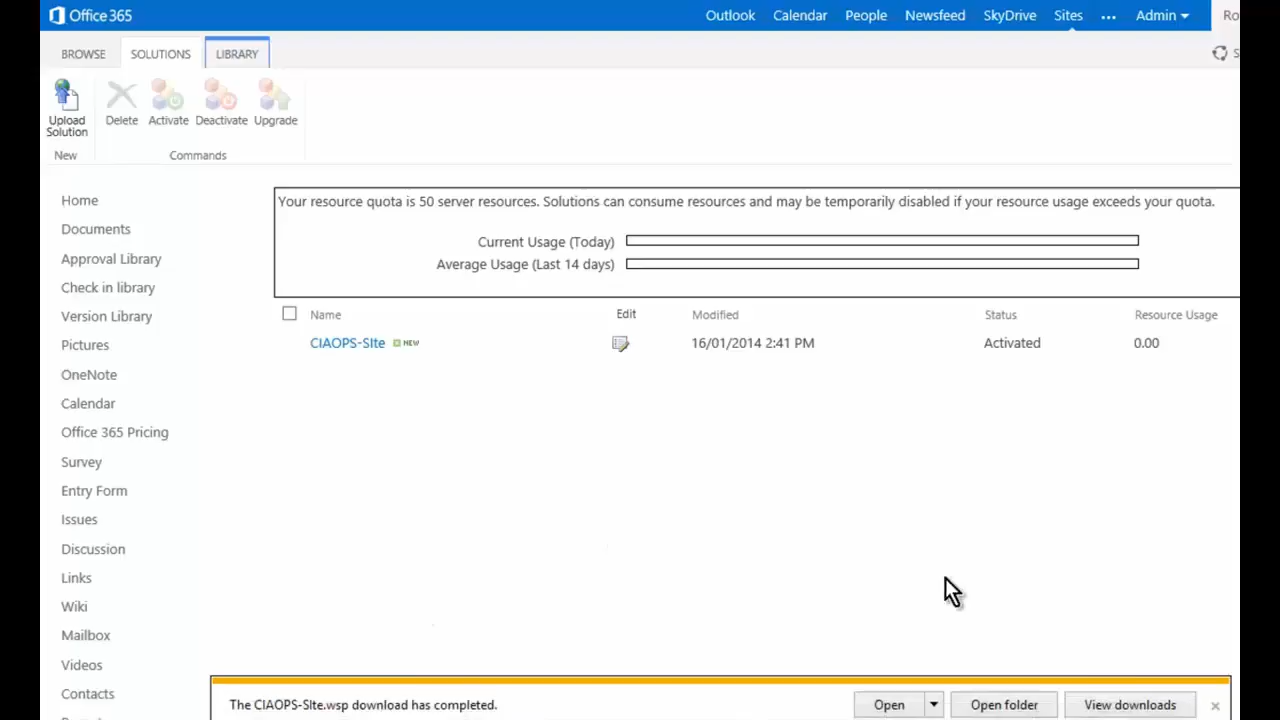 Office 365 Outlook Calendar People Newsfeed SkyDrive Sites ... Admin Ro
BROWSE SOLUTIONS LIBRARY S
Upload Solution Delete Activate Deactivate Upgrade
New Commands
Home
Documents
Approval Library
Check in library
Version Library
Pictures
OneNote
Calendar
Office 365 Pricing
Survey
Entry Form
Issues
Discussion
Links
Wiki
Mailbox
Videos
Contacts
Your resource quota is 50 server resources. Solutions can consume resources and may be temporarily disabled if your resource usage exceeds your quota.
Current Usage (Today)
Average Usage (Last 14 days)
Name Edit Modified Status Resource Usage
CIAOPS-SIte NEW 16/01/2014 2:41 PM Activated 0.00
The CIAOPS-SIte.wsp download has completed. Open Open folder View downloads ×